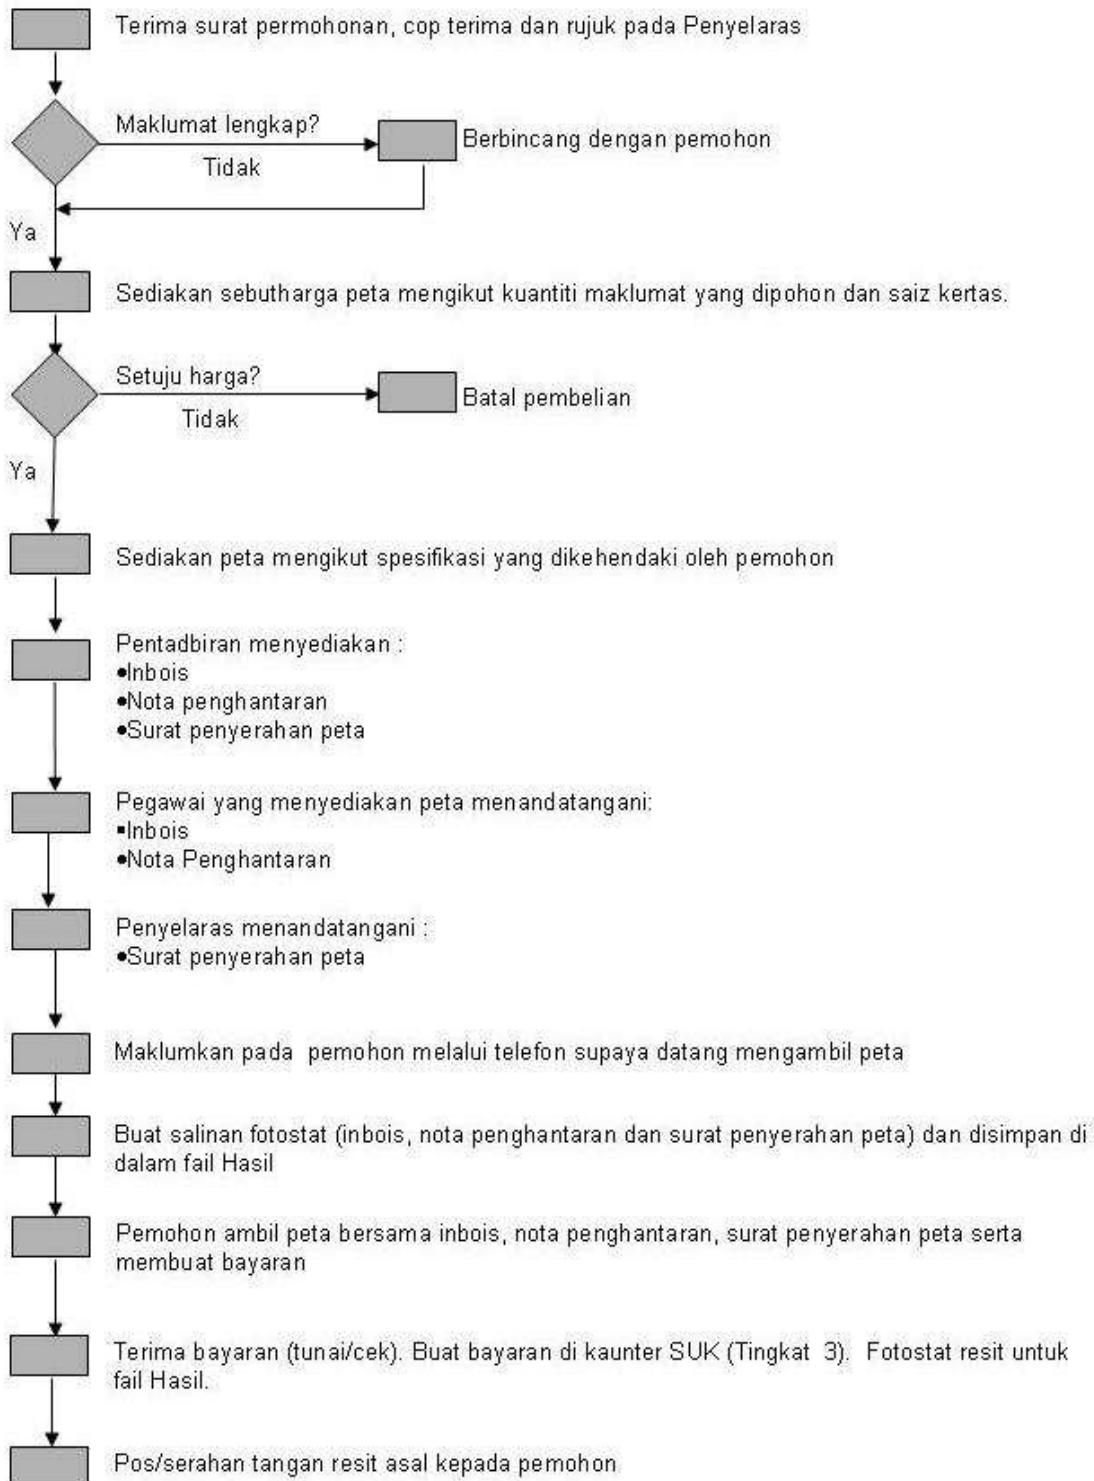 Terima surat permohonan, cop terima dan rujuk pada Penyelaras
Maklumat lengkap?
Tidak
Berbincang dengan pemohon
Ya
Sediakan sebutharga peta mengikut kuantiti maklumat yang dipohon dan saiz kertas.
Setuju harga?
Tidak
Batal pembelian
Ya
Sediakan peta mengikut spesifikasi yang dikehendaki oleh pemohon
Pentadbiran menyediakan :
•Inbois
•Nota penghantaran
•Surat penyerahan peta
Pegawai yang menyediakan peta menandatangani:
▪Inbois
•Nota Penghantaran
Penyelaras menandatangani :
•Surat penyerahan peta
Maklumkan pada  pemohon melalui telefon supaya datang mengambil peta
Buat salinan fotostat (inbois, nota penghantaran dan surat penyerahan peta) dan disimpan di
dalam fail Hasil
Pemohon ambil peta bersama inbois, nota penghantaran, surat penyerahan peta serta
membuat bayaran
Terima bayaran (tunai/cek). Buat bayaran di kaunter SUK (Tingkat  3).  Fotostat resit untuk
fail Hasil.
Pos/serahan tangan resit asal kepada pemohon